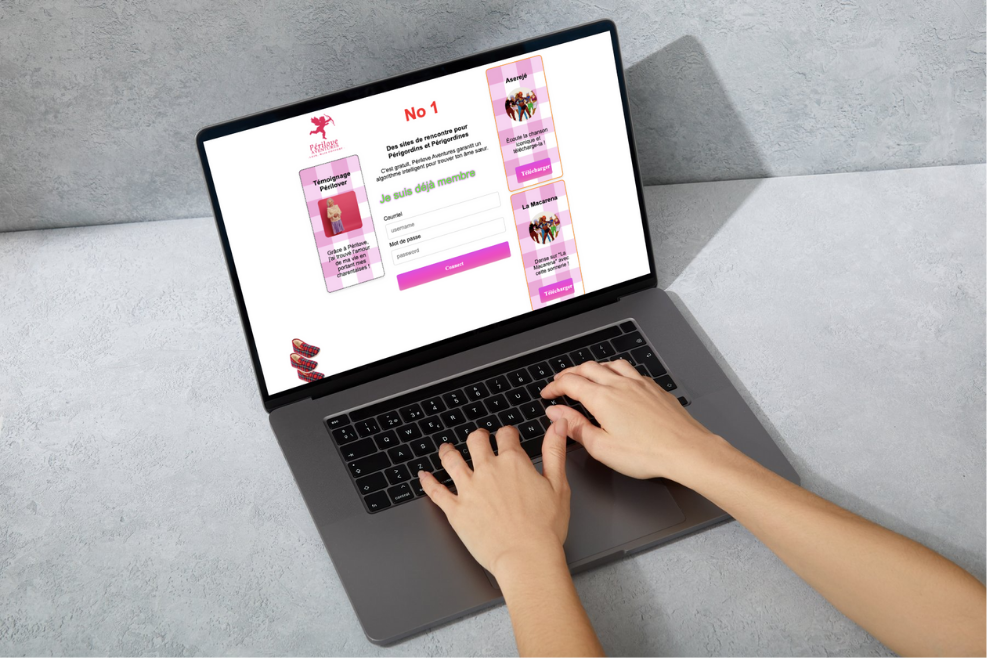 Périlove
Témoignage
Périlover
Grâce à Périlove,
j'ai trouvé l'amour
de ma vie en
portant mes
charentaises !
No 1
Des sites de rencontre pour
Périgordins et Périgordines
C'est gratuit, Périlove Aventures garantit un
algorithme intelligent pour trouver ton âme sœur.
Je suis déjà membre
Courriel
username
Mot de passe
password
Connect
Aserejé
Écoute la chanson
iconique et
télécharge-la !
Télécharger
La Macarena
Danse sur "La
Macarena" avec
cette sonnerie !
Télécharger